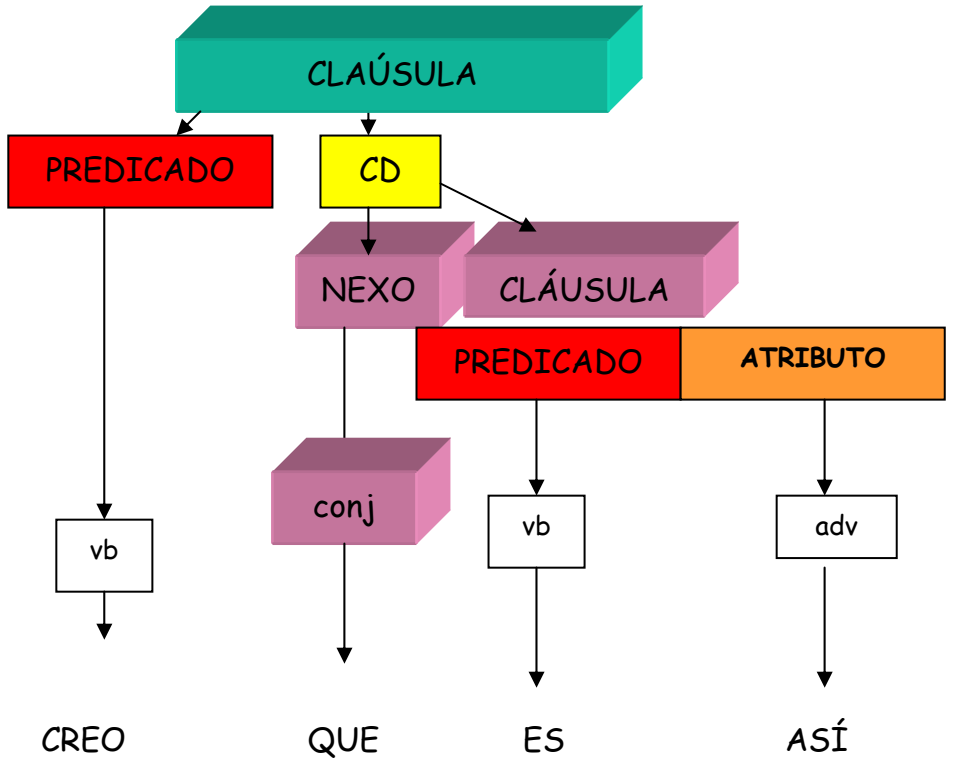 CLAÚSULA
PREDICADO
CD
NEXO
CLÁUSULA
PREDICADO
ATRIBUTO
conj
vb
vb
adv
CREO
QUE
ES
ASÍ